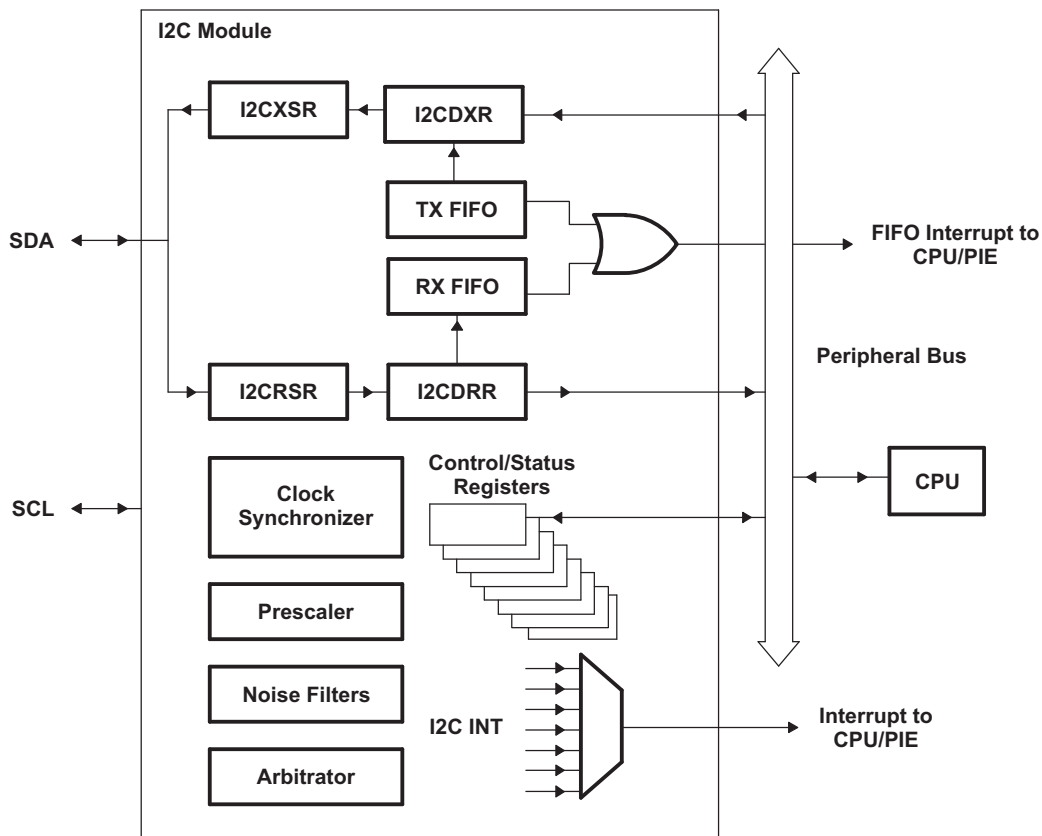 I2C Module
I2CXSR
I2CDXR
TX FIFO
SDA
FIFO Interrupt to
CPU/PIE
RX FIFO
Peripheral Bus
I2CRSR
I2CDRR
Control/Status
Registers
CPU
SCL
Clock
Synchronizer
Prescaler
Noise Filters
I2C INT
Interrupt to
CPU/PIE
Arbitrator